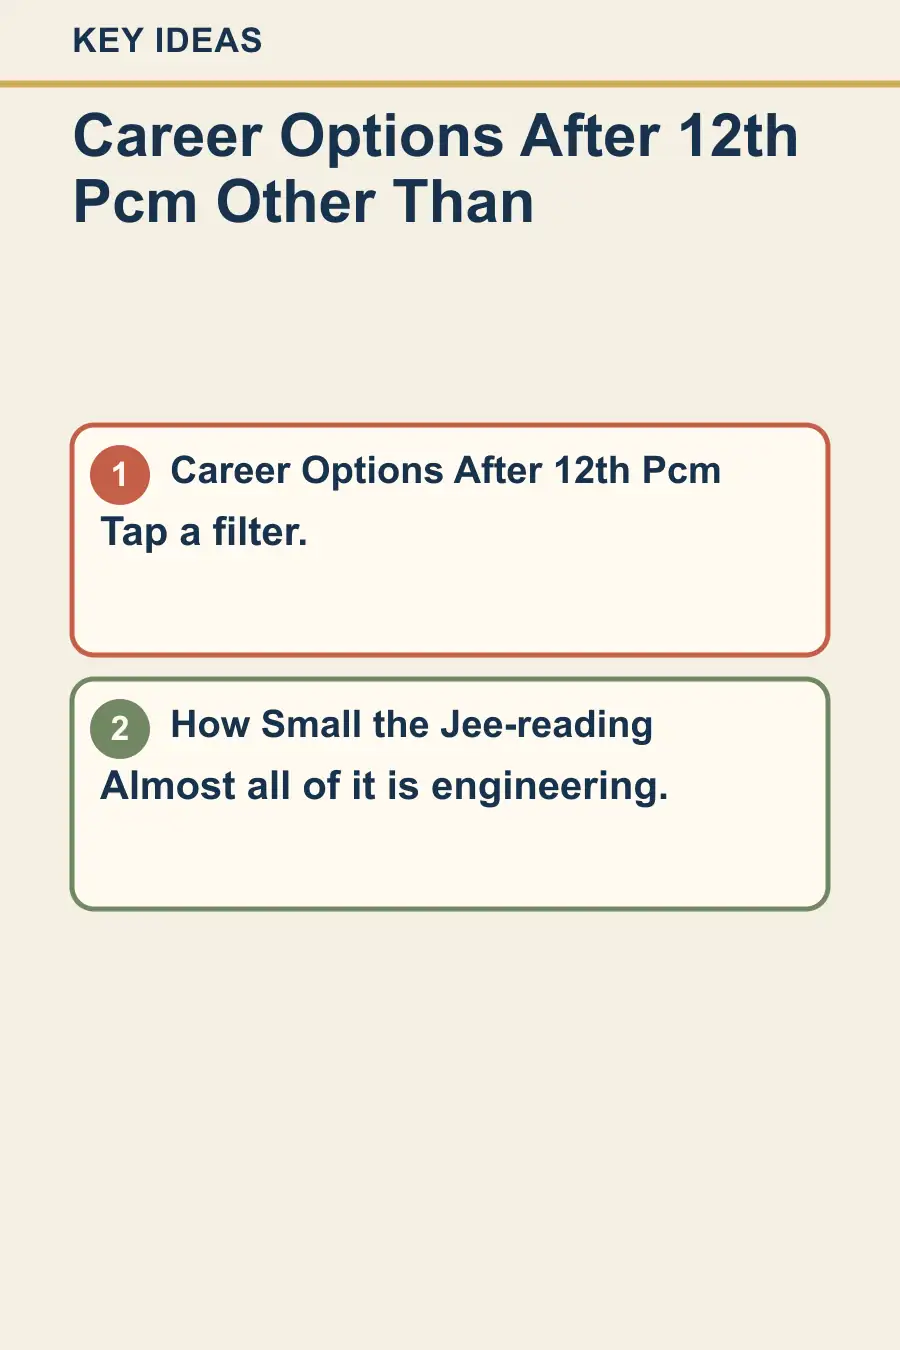 KEY IDEAS
Career Options After 12th
Pcm Other Than
1 Career Options After 12th Pcm
Tap a filter.
2 How Small the Jee-reading
Almost all of it is engineering.